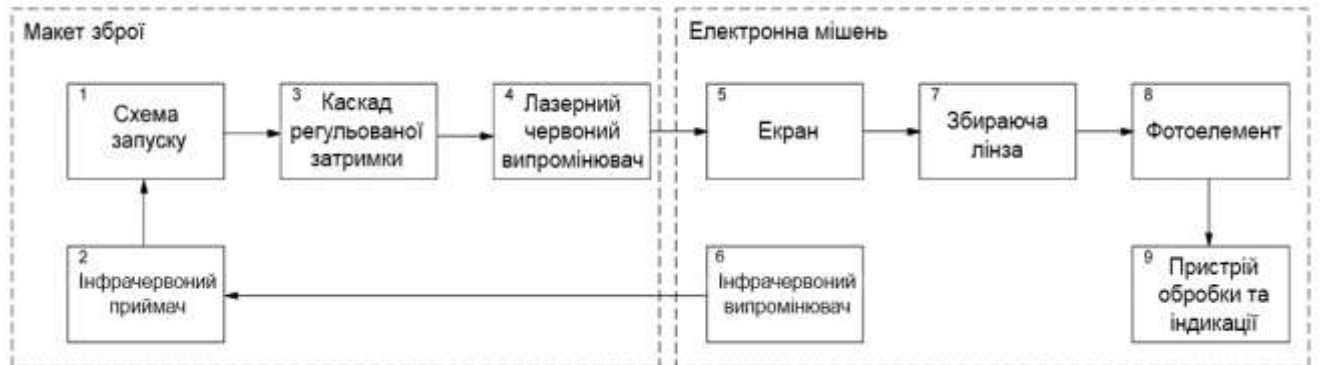 Макет зброї
Електронна мішень
1
Схема
запуску
3
Каскад
регульованої
затримки
4
Лазерний
червоний
випромінювач
5
Екран
7
Збираюча
лінза
8
Фотоелемент
2
Інфрачервоний
приймач
6
Інфрачервоний
випромінювач
9
Пристрій
обробки та
індикації